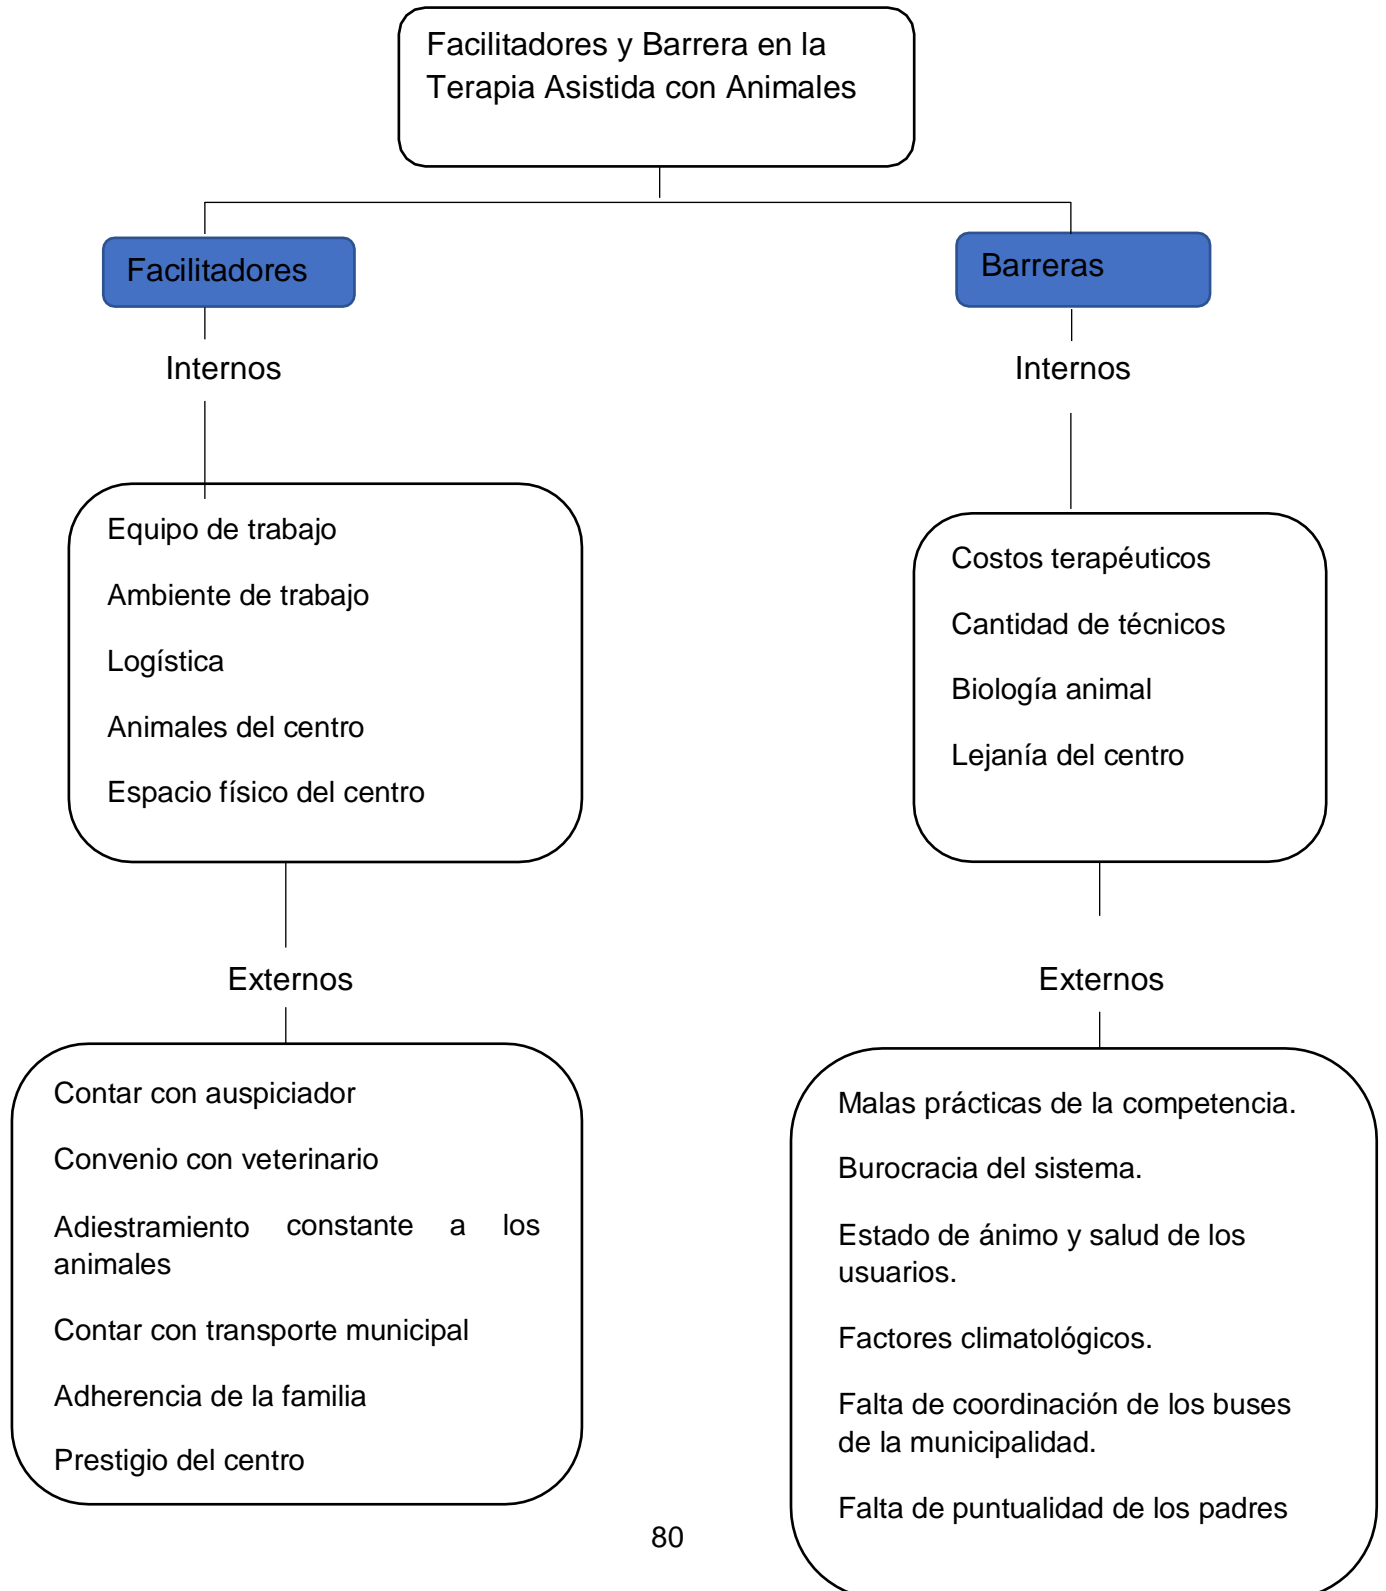 Facilitadores y Barrera en la
Terapia Asistida con Animales
Facilitadores
Internos
Equipo de trabajo
Ambiente de trabajo
Logística
Animales del centro
Espacio físico del centro
Externos
Contar con auspiciador
Convenio con veterinario
Adiestramiento constante a los
animales
Contar con transporte municipal
Adherencia de la familia
Prestigio del centro
Barreras
Internos
Costos terapéuticos
Cantidad de técnicos
Biología animal
Lejanía del centro
Externos
Malas prácticas de la competencia.
Burocracia del sistema.
Estado de ánimo y salud de los
usuarios.
Factores climatológicos.
Falta de coordinación de los buses
de la municipalidad.
Falta de puntualidad de los padres
80